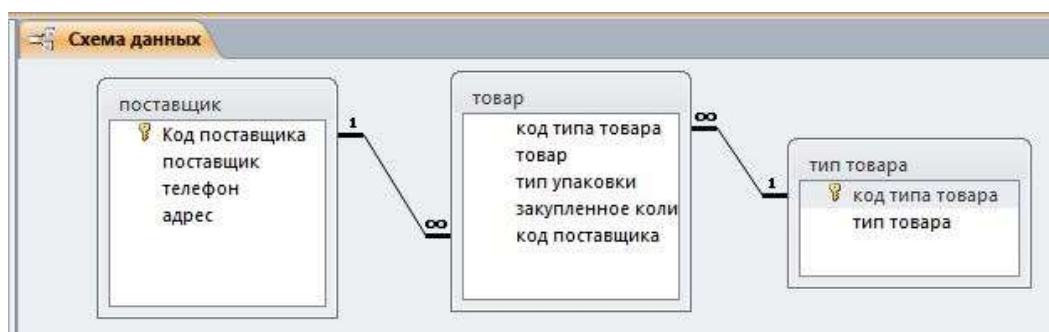 Схема данных
поставщик
Код поставщика
поставщик
телефон
адрес
1
∞
товар
код типа товара
товар
тип упаковки
закупленное коли
код поставщика
∞
1
тип товара
код типа товара
тип товара